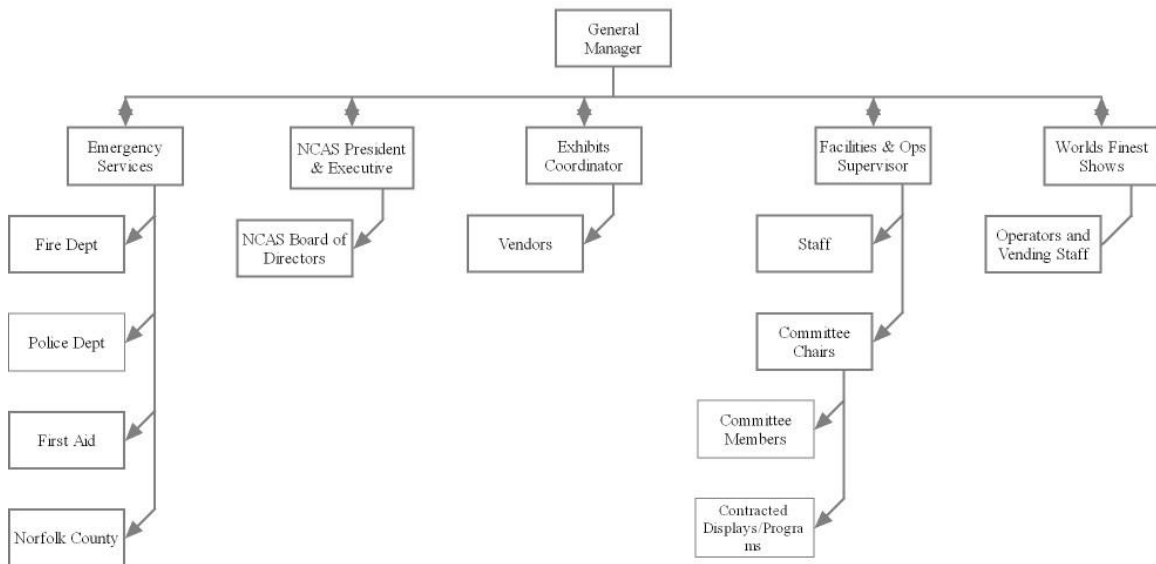 General
Manager
Emergency
Services
NCAS President
& Executive
Exhibits
Coordinator
Facilities & Ops
Supervisor
Worlds Finest
Shows
Fire Dept
NCAS Board of
Directors
Vendors
Staff
Operators and
Vending Staff
Police Dept
Committee
Chairs
First Aid
Committee
Members
Norfolk County
Contracted
Displays/Progra
ms